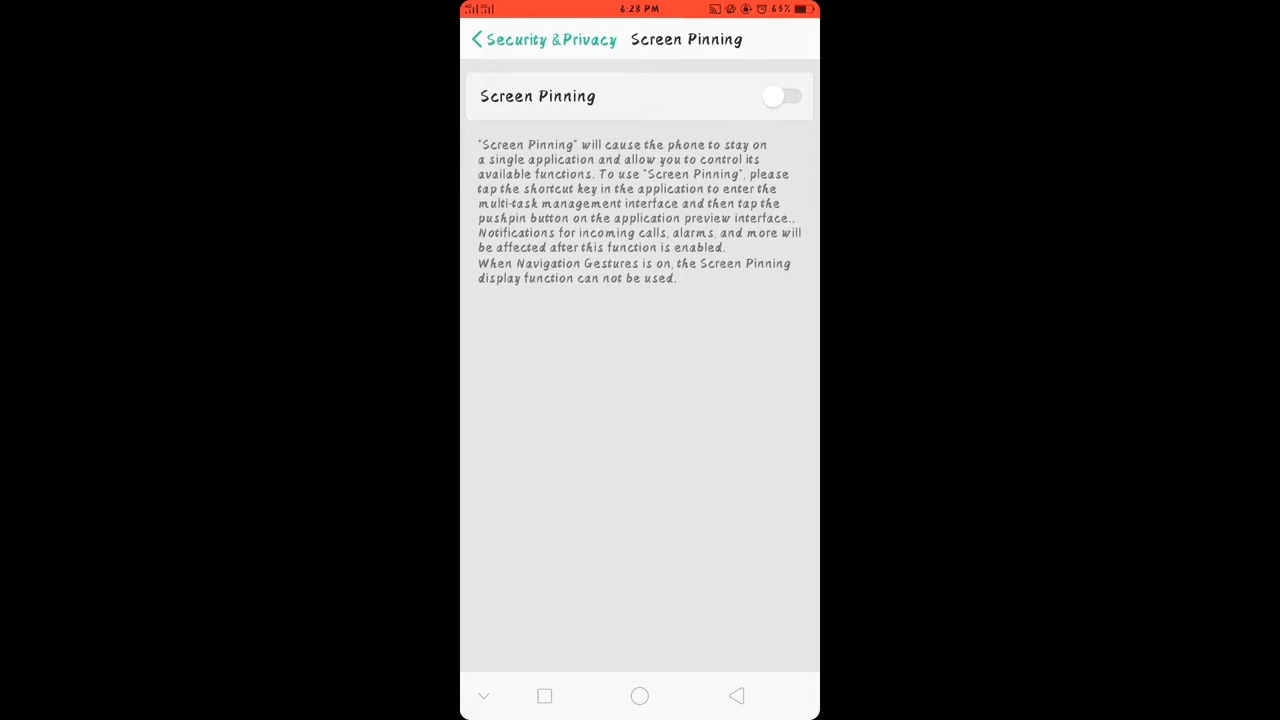 6:28 PM 63%
Security &Privacy Screen Pinning
Screen Pinning
"Screen Pinning" will cause the phone to stay on
a single application and allow you to control its
available functions. To use "Screen Pinning", please
tap the shortcut key in the application to enter the
multi-task management interface and then tap the
pushpin button on the application preview interface..
Notifications for incoming calls, alarms, and more will
be affected after this function is enabled.
When Navigation Gestures is on, the Screen Pinning
display function can not be used.